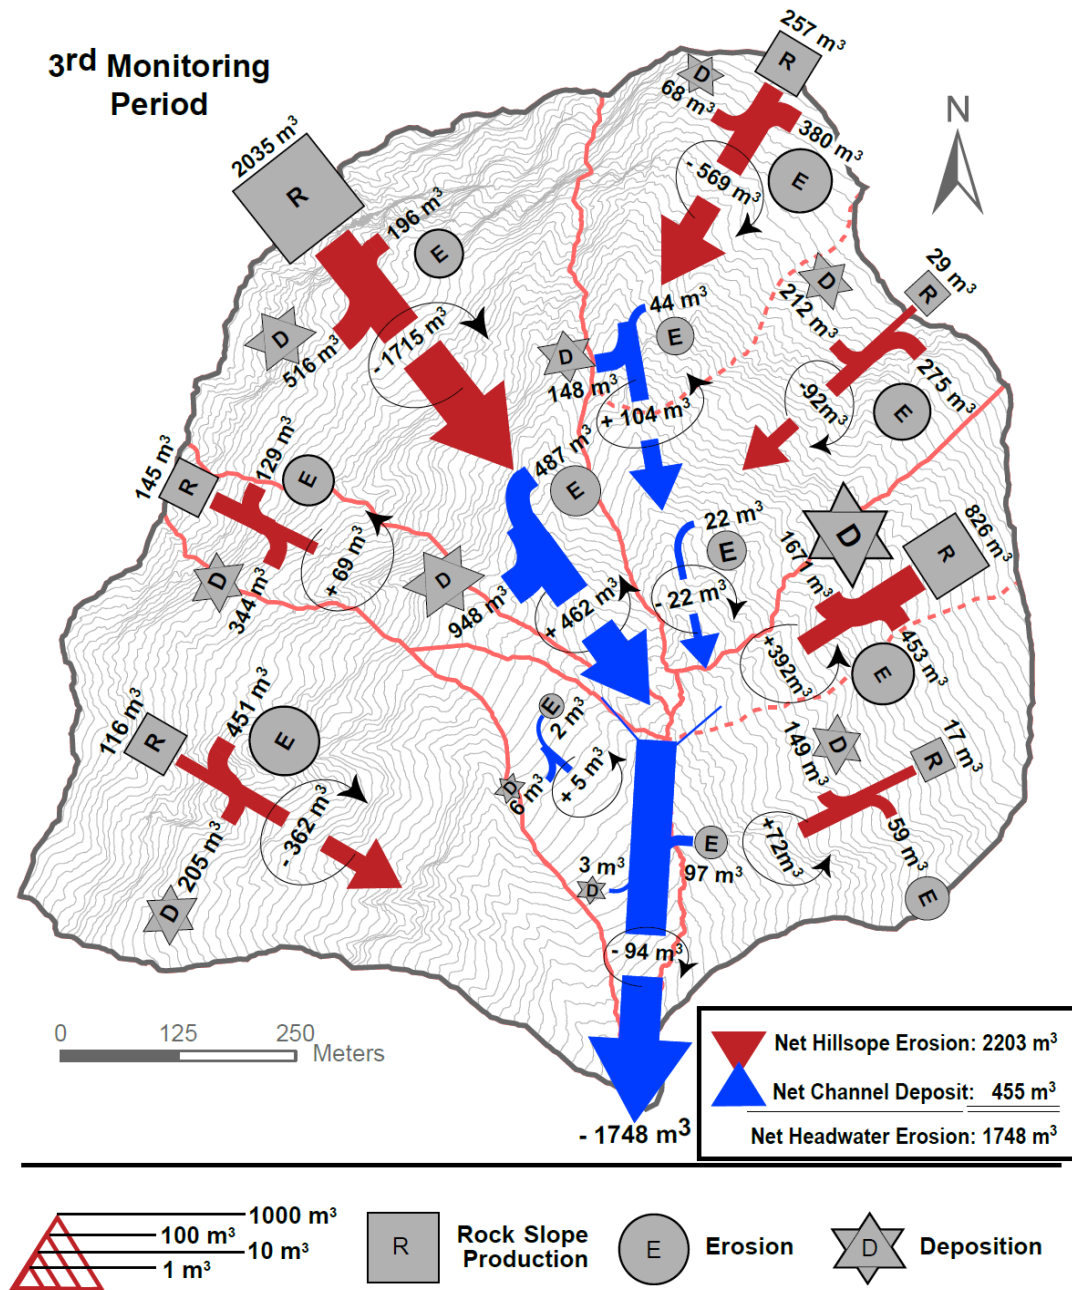 3rd Monitoring
Period
257 m³
R
D
68 m³
380 m³
E
- 569 m³
N
2035 m³
R
196 m³
E
D
516 m³
- 1715 m³
44 m³
E
D
148 m³
+ 104 m³
29 m³
R
D
212 m³
275 m³
E
-92m³
145 m³
R
129 m³
E
D
344 m³
+ 69 m³
487 m³
E
D
948 m³
+ 462 m³
22 m³
E
- 22 m³
D
1671 m³
826 m³
R
453 m³
E
+392m³
116 m³
R
451 m³
E
D
205 m³
- 362 m³
E
2 m³
D
6 m³
+ 5 m³
17 m³
R
D
149 m³
59 m³
E
+72m³
3 m³
D
E
97 m³
- 94 m³
- 1748 m³
0 125 250
Meters
Net Hillsope Erosion: 2203 m³
Net Channel Deposit: 455 m³
Net Headwater Erosion: 1748 m³
1000 m³
100 m³
10 m³
1 m³
R
Rock Slope
Production
E
Erosion
D
Deposition